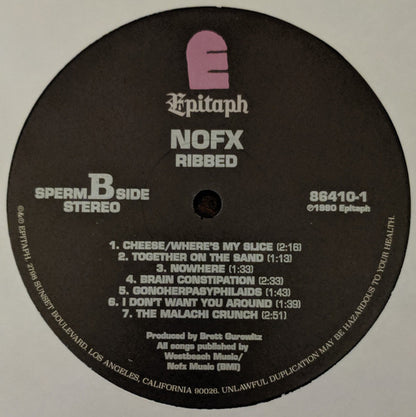 Epitaph
NOFX
RIBBED
SPERM B SIDE
STEREO
86410-1
℗1990 Epitaph
1. CHEESE/WHERE'S MY SLICE (2:16)
2. TOGETHER ON THE SAND (1:13)
3. NOWHERE (1:33)
4. BRAIN CONSTIPATION (2:33)
5. GONOHERPASYPHILAIDS (1:43)
6. I DON'T WANT YOU AROUND (1:39)
7. THE MALACHI CRUNCH (2:51)
Produced by Brett Gurewitz
All songs published by
Westbeach Music/
Nofx Music (BMI)
©&℗ EPITAPH. 2798 SUNSET BOULEVARD, LOS ANGELES, CALIFORNIA 90026. UNLAWFUL DUPLICATION MAY BE HAZARDOUS TO YOUR HEALTH.